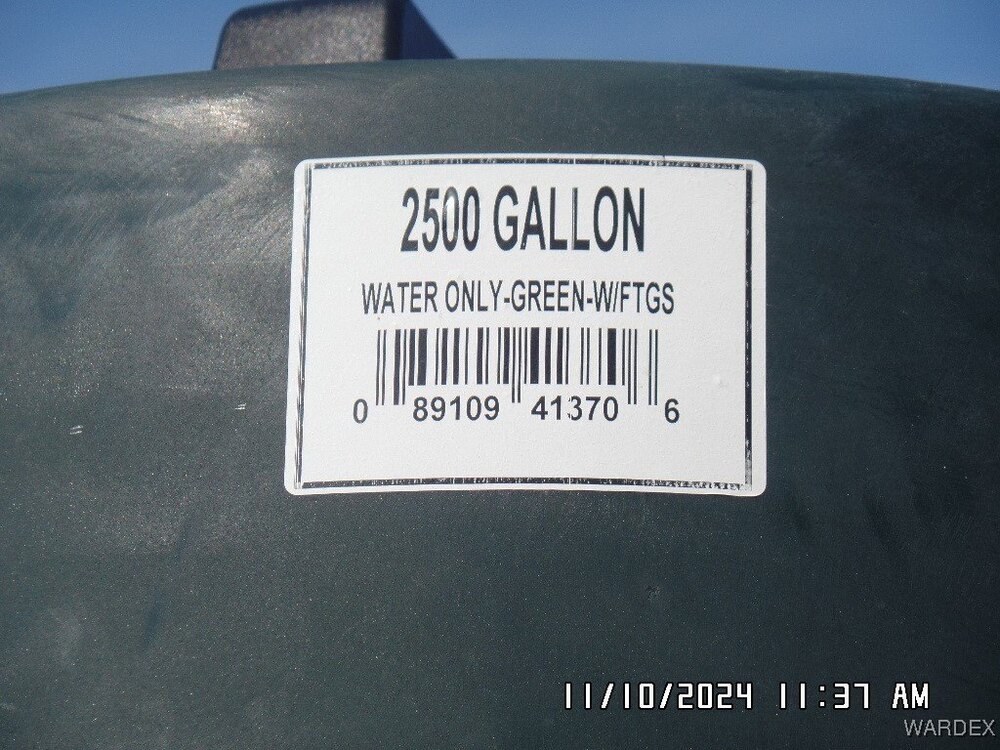 2500 GALLON
WATER ONLY-GREEN-W/FTGS
0 89109 41370 6
11/10/2024 11:37 AM
WARDEX